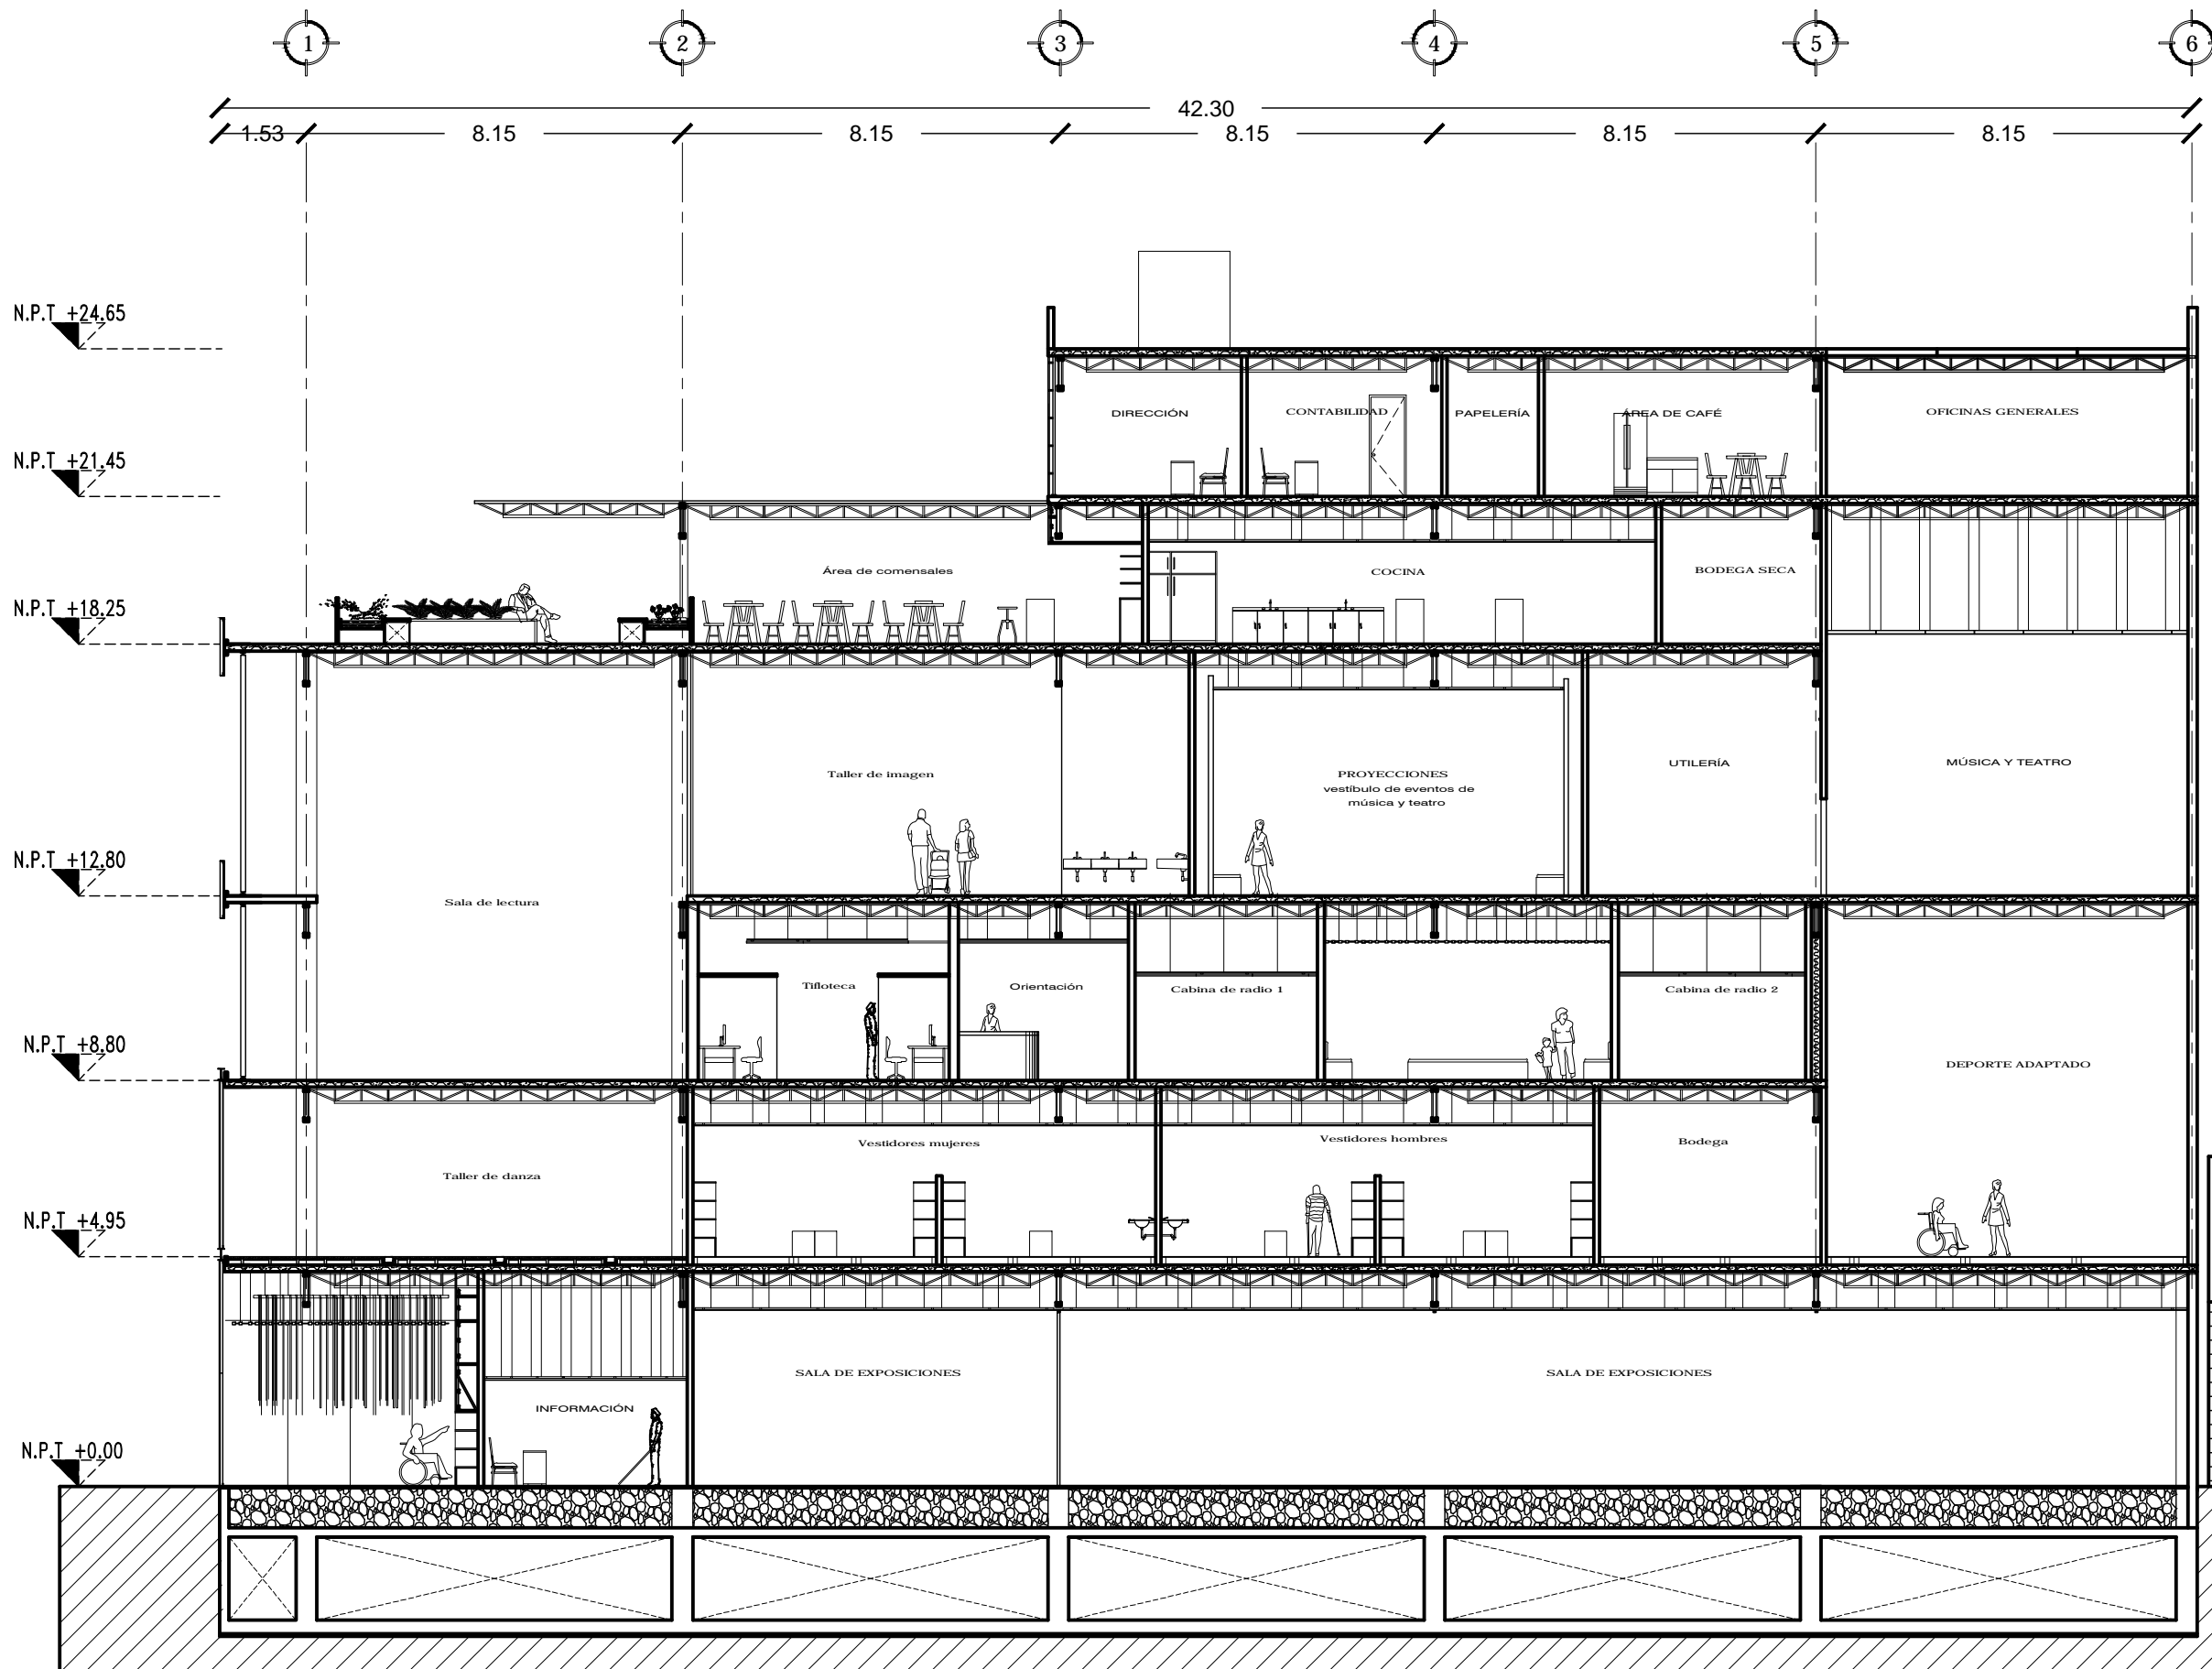 1 2 3 4 5 6
42.30
1.53 8.15 8.15 8.15 8.15 8.15
N.P.T +24.65
DIRECCIÓN CONTABILIDAD PAPELERÍA ÁREA DE CAFÉ OFICINAS GENERALES
N.P.T +21.45
Área de comensales COCINA BODEGA SECA
N.P.T +18.25
Taller de imagen PROYECCIONES UTILERÍA MÚSICA Y TEATRO
vestíbulo de eventos de
música y teatro
N.P.T +12.80
Sala de lectura
Tifloteca Orientación Cabina de radio 1 Cabina de radio 2
N.P.T +8.80
DEPORTE ADAPTADO
Vestidores mujeres Vestidores hombres Bodega
Taller de danza
N.P.T +4.95
SALA DE EXPOSICIONES SALA DE EXPOSICIONES
INFORMACIÓN
N.P.T +0.00